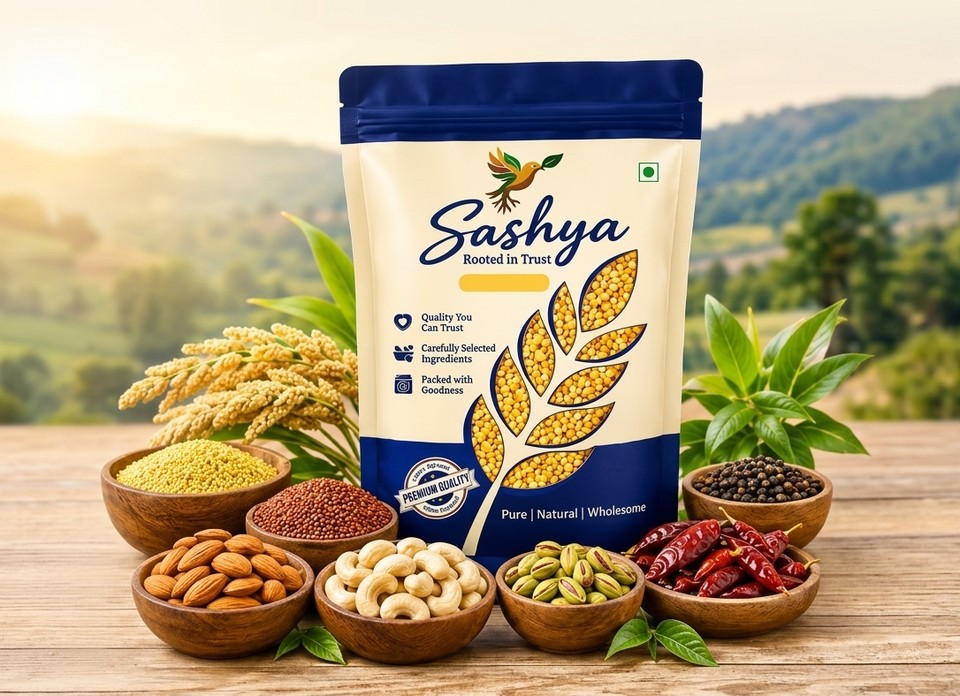 Sashya
Rooted in Trust
Quality You
Can Trust
Carefully Selected
Ingredients
Packed with
Goodness
PREMIUM QUALITY
Pure | Natural | Wholesome